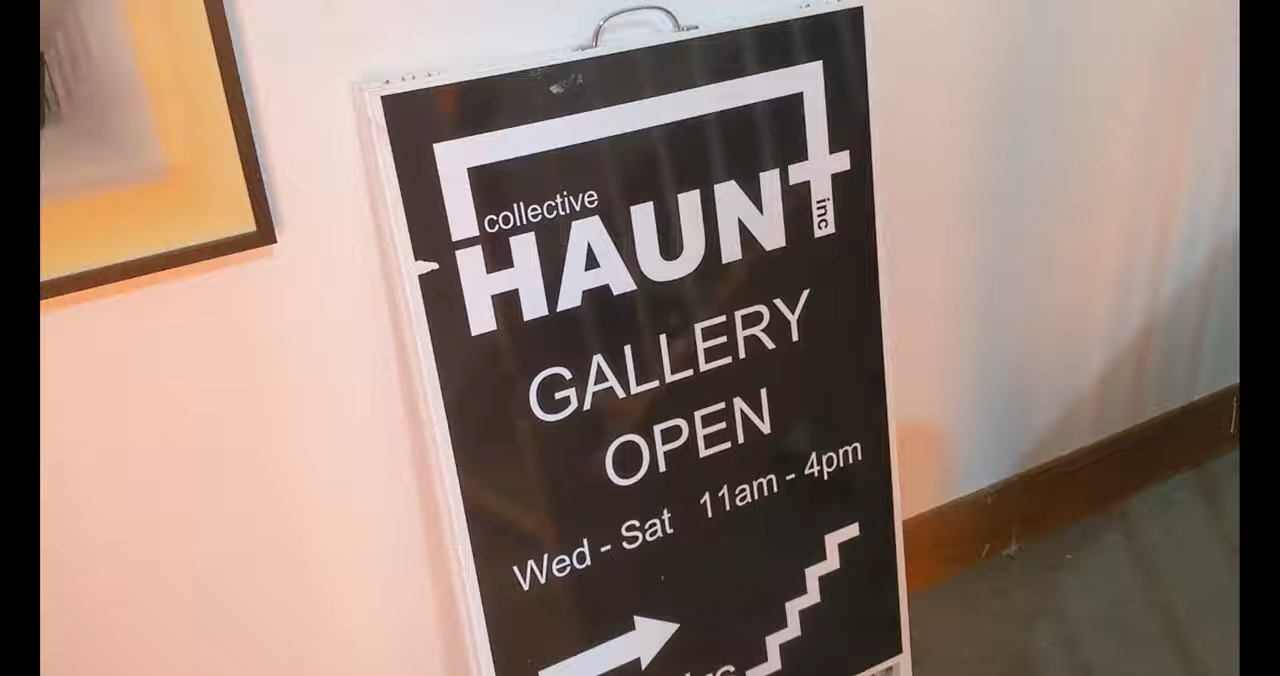 collective
HAUNT
inc
GALLERY
OPEN
Wed - Sat 11am - 4pm